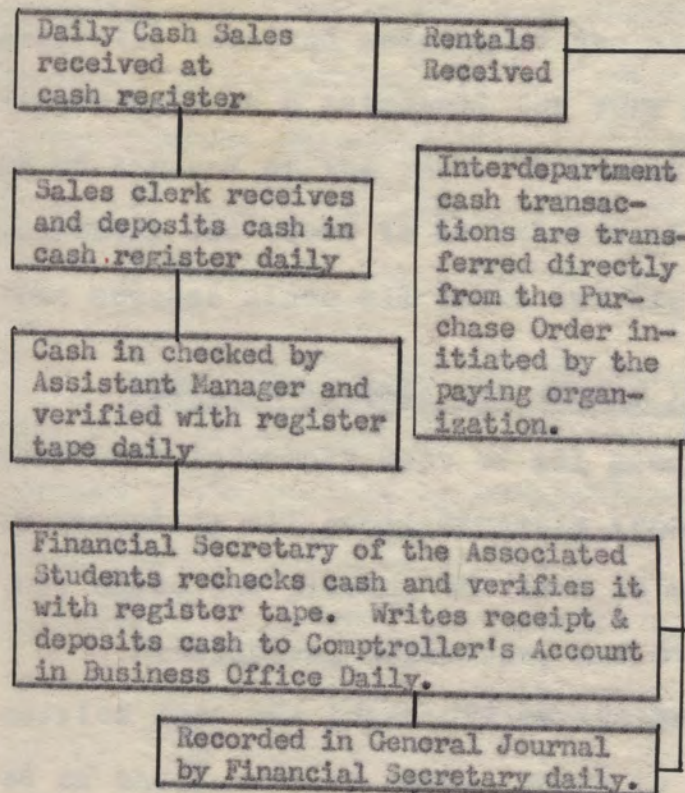 Daily Cash Sales
received at
cash register
Rentals
Received
Sales clerk receives
and deposits cash in
cash register daily
Interdepartment
cash transac-
tions are trans-
ferred directly
from the Pur-
chase Order in-
itiated by the
paying organ-
ization.
Cash in checked by
Assistant Manager and
verified with register
tape daily
Financial Secretary of the Associated
Students rechecks cash and verifies it
with register tape. Writes receipt &
deposits cash to Comptroller's Account
in Business Office Daily.
Recorded in General Journal
by Financial Secretary daily.